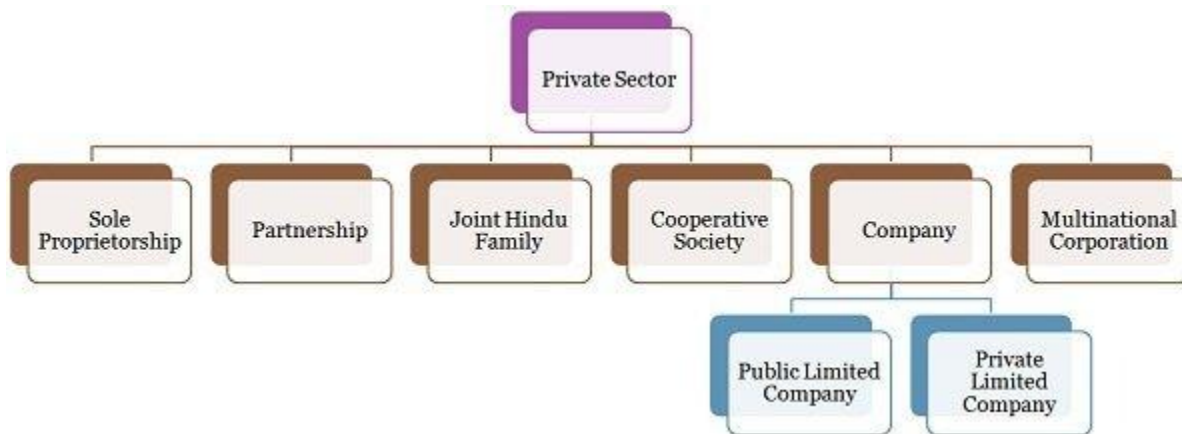 Private Sector
Sole
Proprietorship
Partnership
Joint Hindu
Family
Cooperative
Society
Company
Multinational
Corporation
Public Limited
Company
Private
Limited
Company